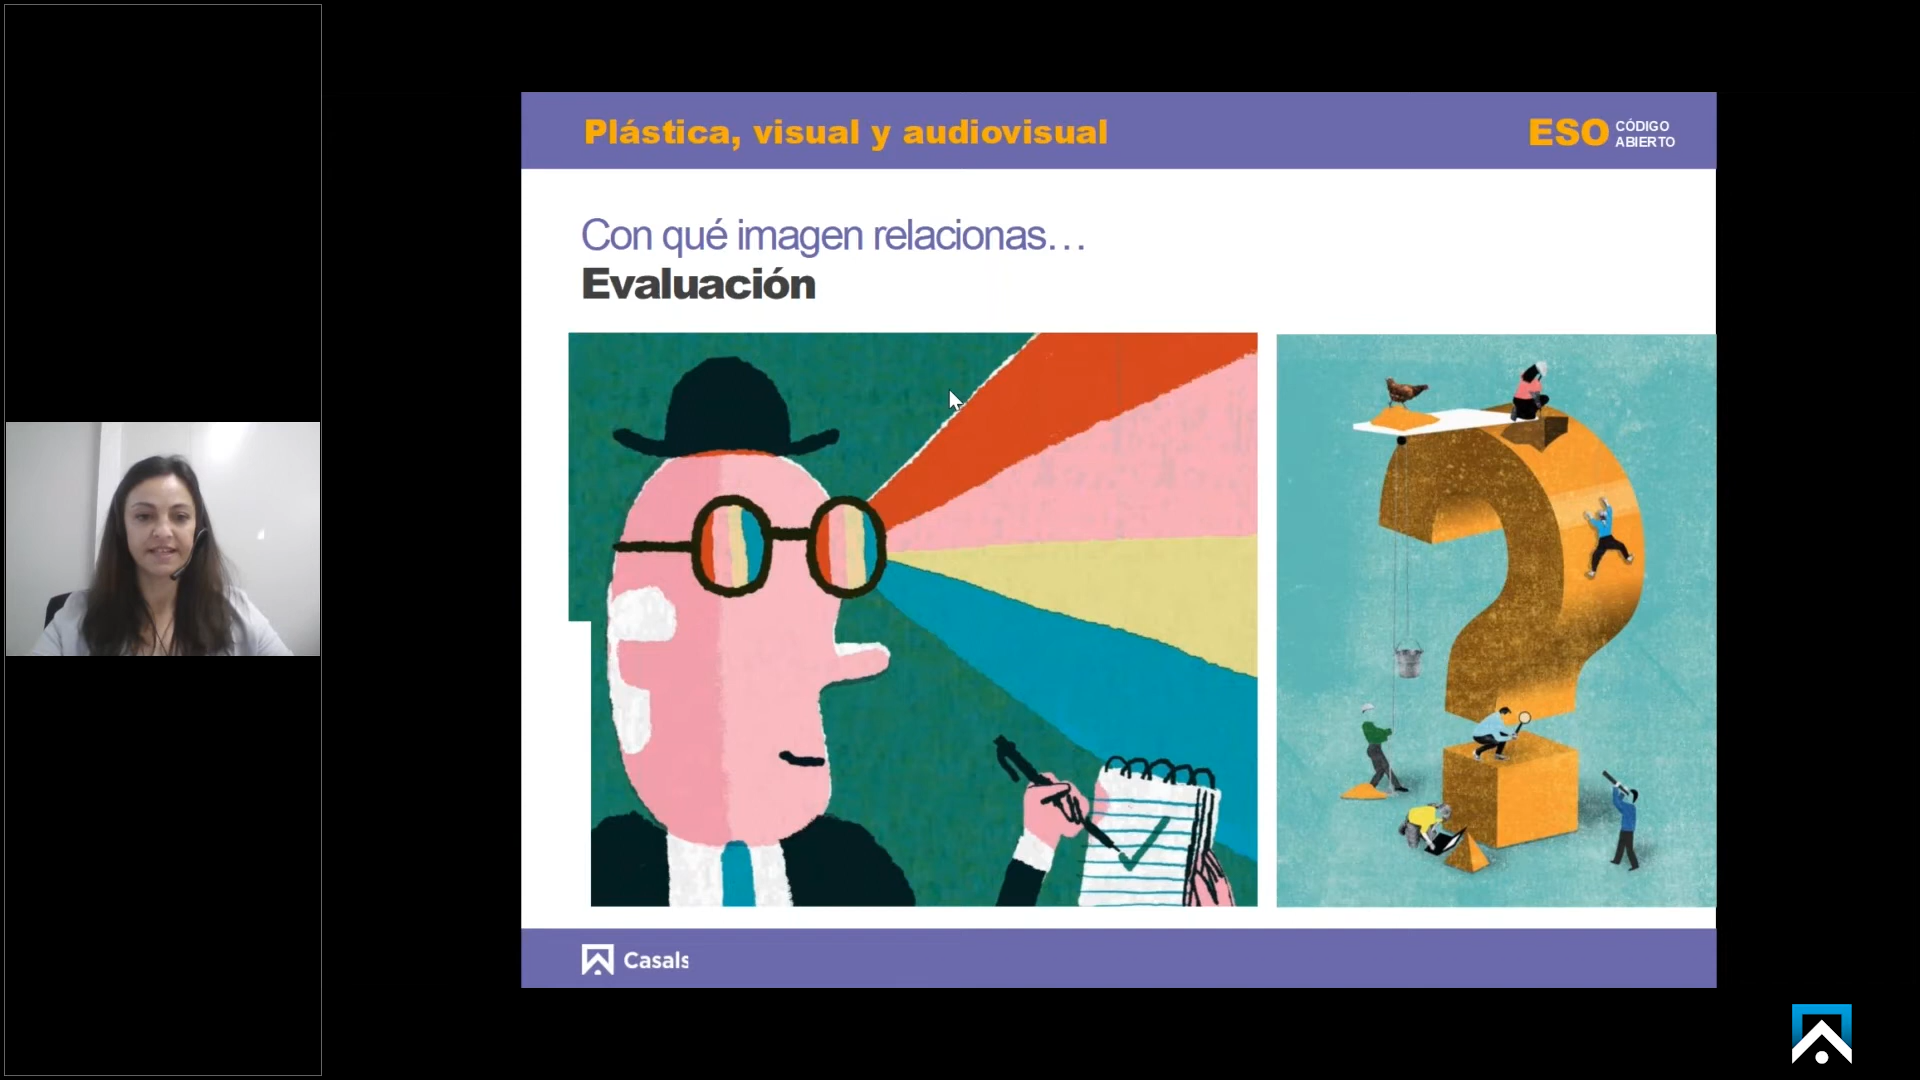 Plástica, visual y audiovisual
ESO CÓDIGO
ABIERTO
Con qué imagen relacionas...
Evaluación
Casals